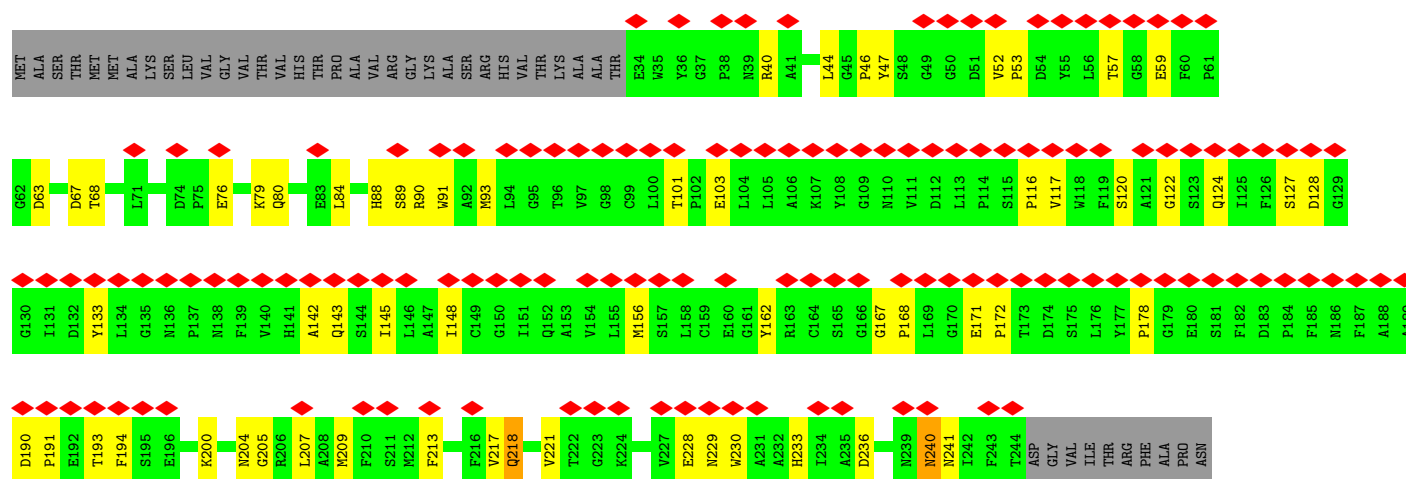 MET ALA SER THR MET MET ALA LYS SER LEU VAL GLY VAL THR VAL HIS THR PRO ALA VAL ARG GLY LYS ALA SER ARG HIS VAL THR LYS ALA ALA THR E34 W35 Y36 G37 P38 N39 R40 A41 L44 G45 P46 Y47 S48 G49 G50 D51 V52 P53 D54 Y55 L56 T57 G58 E59 F60 P61
G62 D63 D67 T68 L71 D74 P75 E76 K79 Q80 E83 L84 H88 S89 R90 W91 A92 M93 L94 G95 T96 V97 G98 C99 L100 T101 P102 E103 L104 L105 A106 K107 Y108 G109 N110 V111 D112 L113 P114 S115 P116 V117 W118 F119 S120 A121 G122 S123 Q124 I125 F126 S127 D128 G129
G130 I131 D132 Y133 L134 G135 N136 P137 N138 F139 V140 H141 A142 Q143 S144 I145 L146 A147 I148 C149 G150 I151 Q152 A153 V154 L155 M156 S157 L158 C159 E160 G161 Y162 R163 C164 S165 G166 G167 P168 L169 G170 E171 P172 T173 D174 S175 L176 Y177 P178 G179 E180 S181 F182 D183 P184 F185 N186 F187 A188 A189
D190 P191 E192 T193 F194 S195 E196 K200 N204 G205 R206 L207 A208 M209 F210 S211 M212 F213 F216 V217 Q218 V221 T222 G223 K224 V227 E228 N229 W230 A231 A232 H233 I234 A235 D236 N239 N240 N241 I242 F243 T244 ASP GLY VAL ILE THR ARG PHE ALA PRO ASN